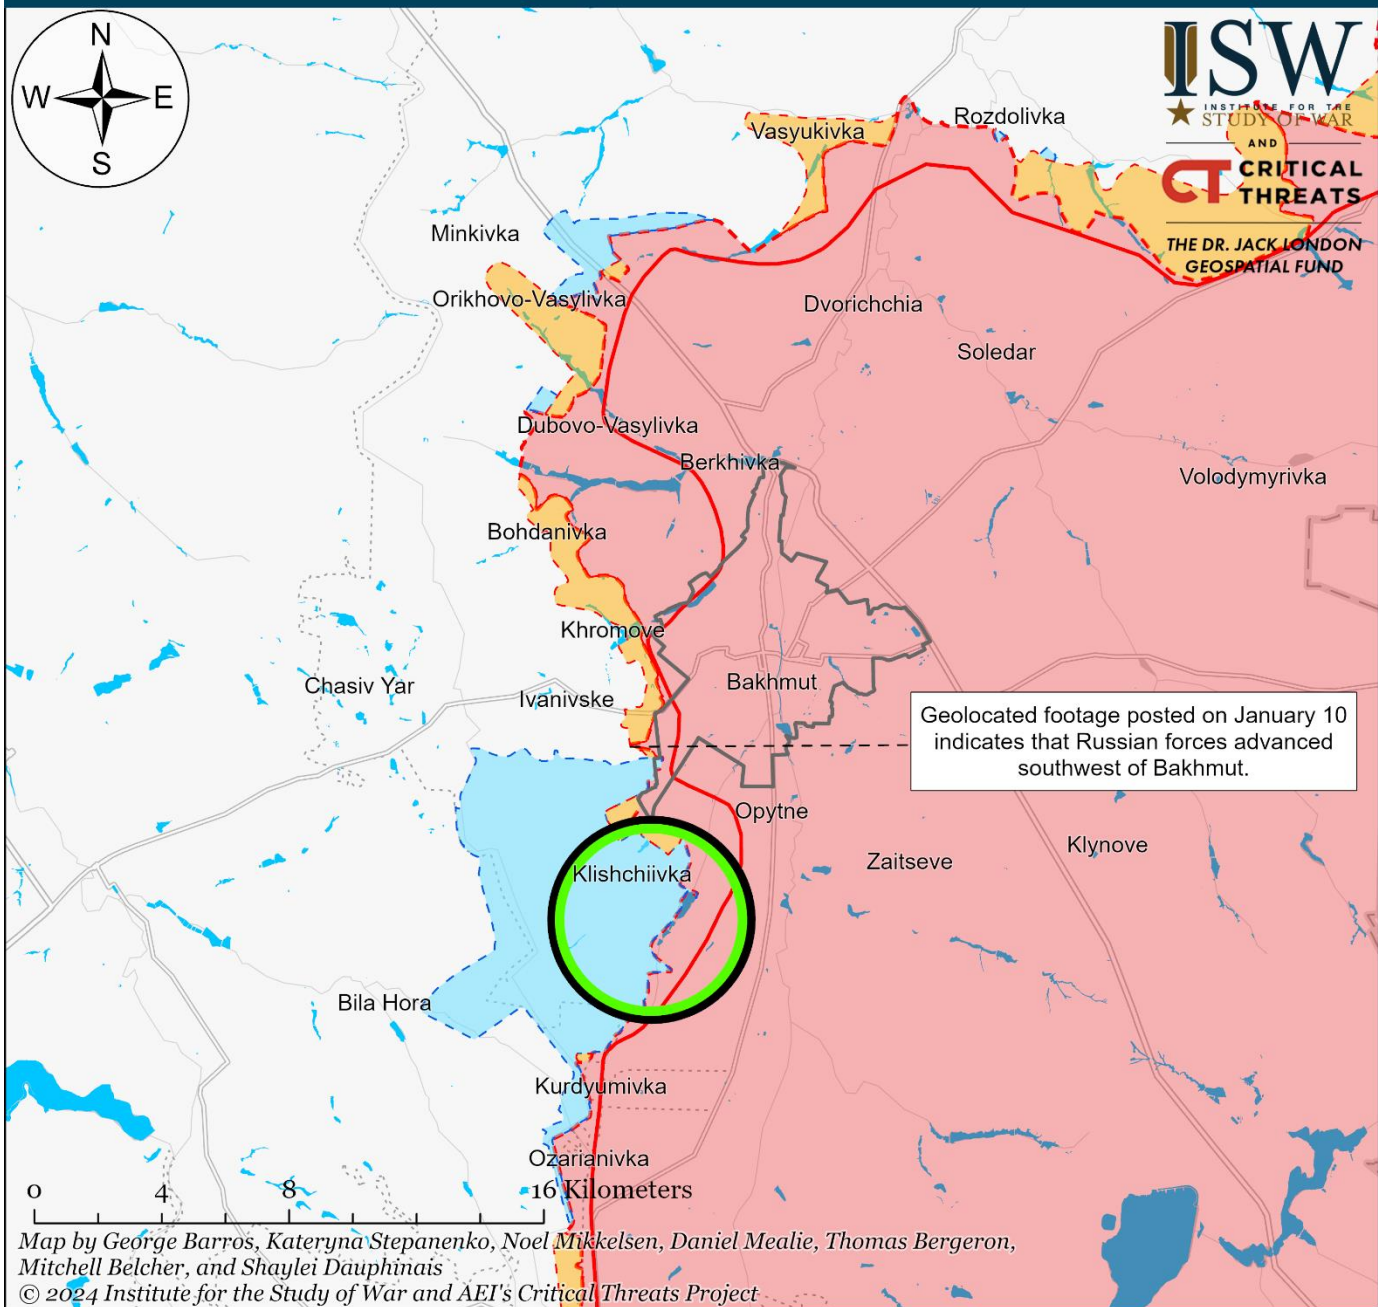 N
W E
S
ISW
INSTITUTE FOR THE
STUDY OF WAR
AND
CT CRITICAL
THREATS
THE DR. JACK LONDON
GEOSPATIAL FUND
Rozdolivka
Vasyukivka
Minkivka
Orikhovo-Vasylivka
Dvorichchia
Soledar
Dubovo-Vasylivka
Berkhivka
Volodymyrivka
Bohdanivka
Khromove
Bakhmut
Chasiv Yar
Ivanivske
Geolocated footage posted on January 10
indicates that Russian forces advanced
southwest of Bakhmut.
Opytne
Klynove
Zaitseve
Klishchiivka
Bila Hora
Kurdyumivka
Ozarianivka
0 4 8 16 Kilometers
Map by George Barros, Kateryna Stepanenko, Noel Mikkelsen, Daniel Mealie, Thomas Bergeron,
Mitchell Belcher, and Shaylei Dauphinais
© 2024 Institute for the Study of War and AEI's Critical Threats Project